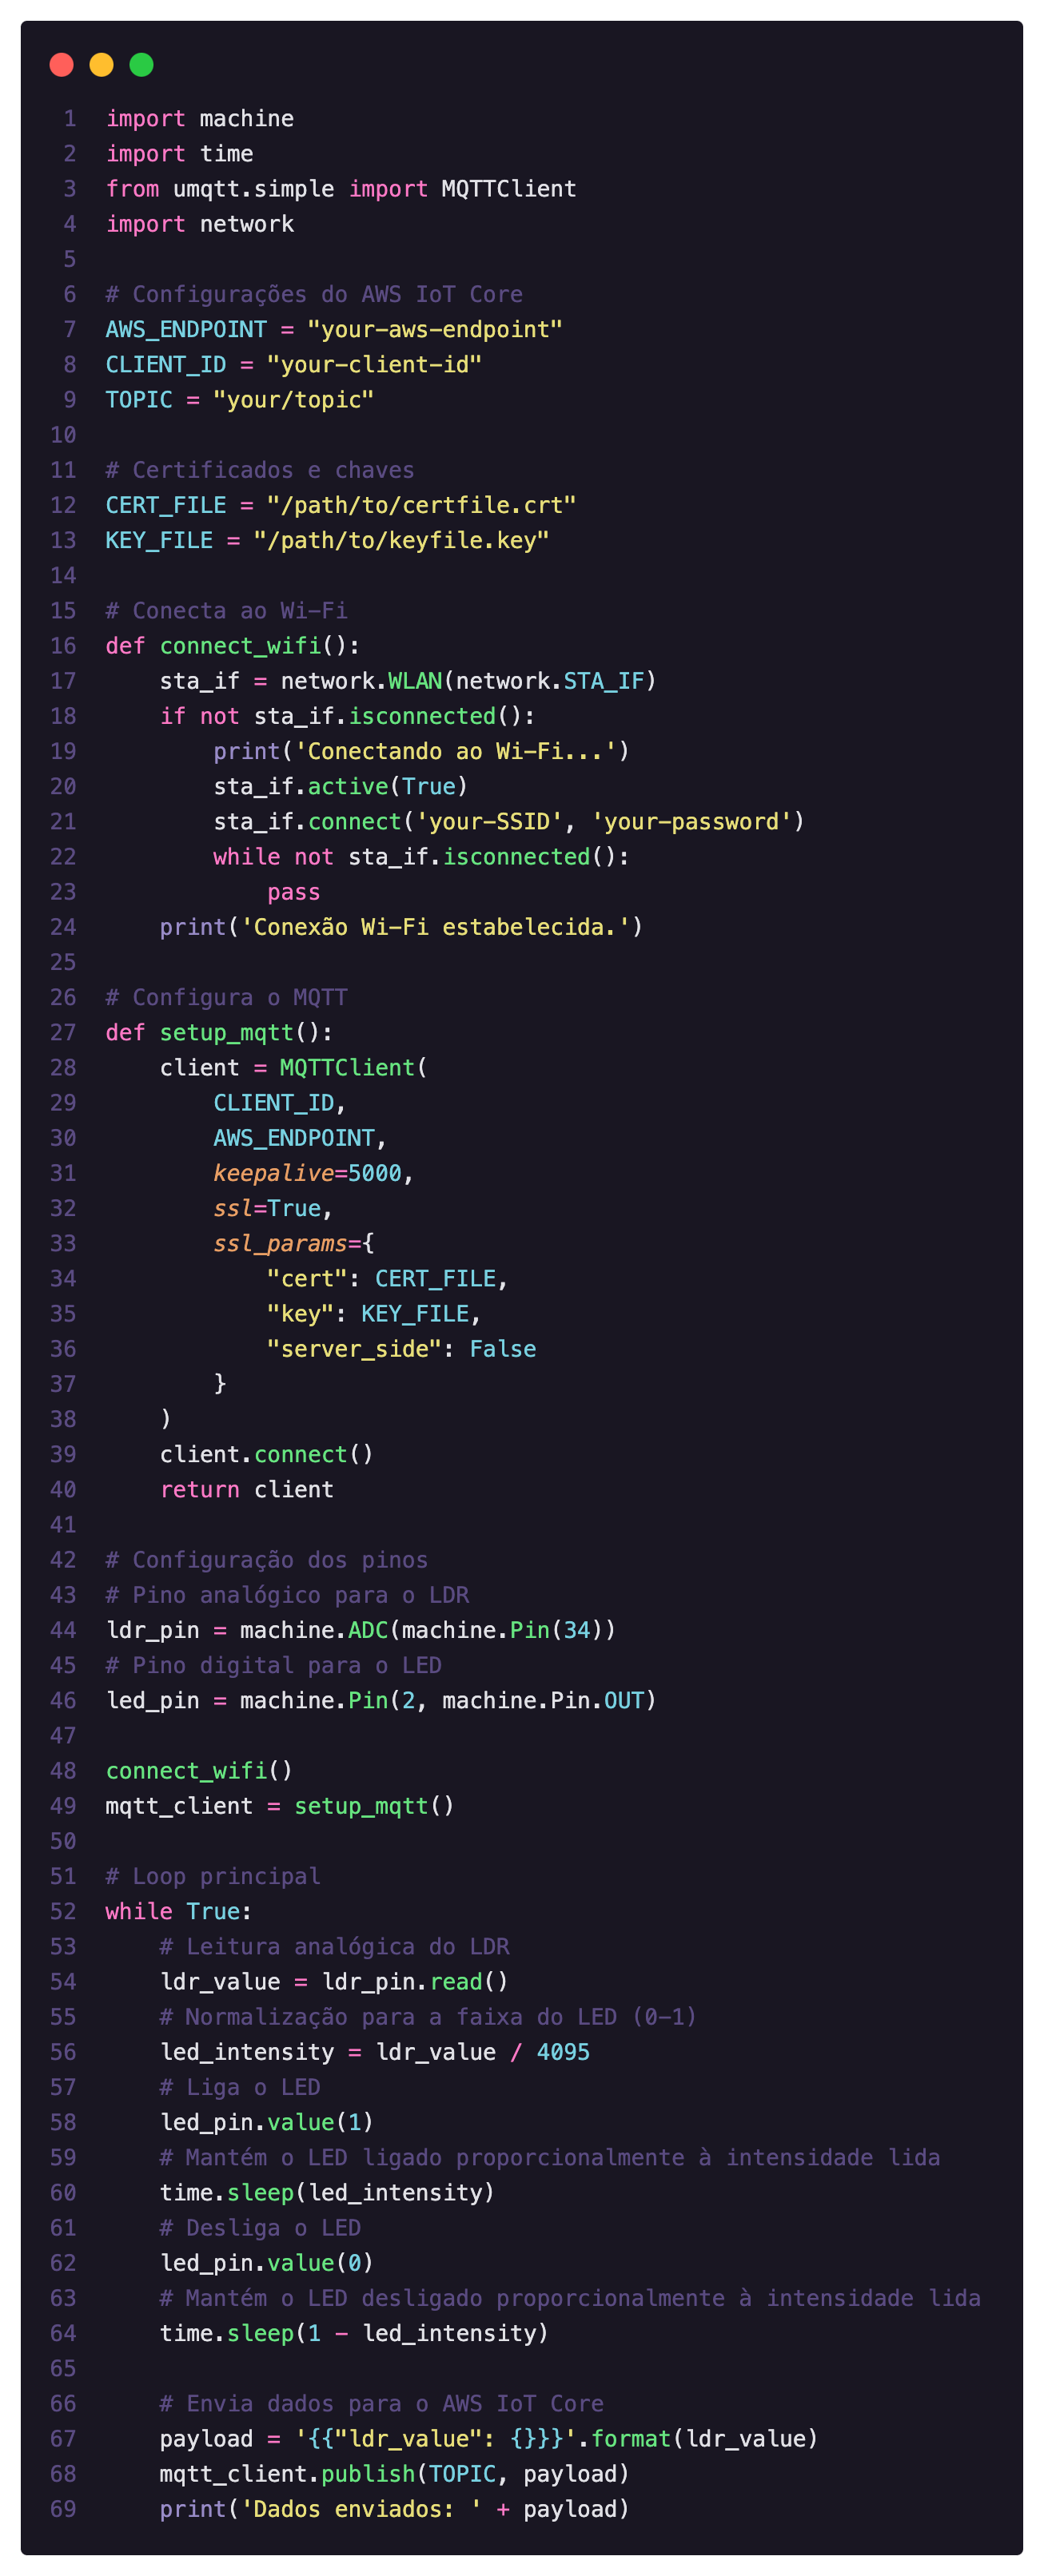 1 import machine
2 import time
3 from umqtt.simple import MQTTClient
4 import network
5
6 # Configurações do AWS IoT Core
7 AWS_ENDPOINT = "your-aws-endpoint"
8 CLIENT_ID = "your-client-id"
9 TOPIC = "your/topic"
10
11 # Certificados e chaves
12 CERT_FILE = "/path/to/certfile.crt"
13 KEY_FILE = "/path/to/keyfile.key"
14
15 # Conecta ao Wi-Fi
16 def connect_wifi():
17     sta_if = network.WLAN(network.STA_IF)
18     if not sta_if.isconnected():
19         print('Conectando ao Wi-Fi...')
20         sta_if.active(True)
21         sta_if.connect('your-SSID', 'your-password')
22         while not sta_if.isconnected():
23             pass
24     print('Conexão Wi-Fi estabelecida.')
25
26 # Configura o MQTT
27 def setup_mqtt():
28     client = MQTTClient(
29         CLIENT_ID,
30         AWS_ENDPOINT,
31         keepalive=5000,
32         ssl=True,
33         ssl_params={
34             "cert": CERT_FILE,
35             "key": KEY_FILE,
36             "server_side": False
37         }
38     )
39     client.connect()
40     return client
41
42 # Configuração dos pinos
43 # Pino analógico para o LDR
44 ldr_pin = machine.ADC(machine.Pin(34))
45 # Pino digital para o LED
46 led_pin = machine.Pin(2, machine.Pin.OUT)
47
48 connect_wifi()
49 mqtt_client = setup_mqtt()
50
51 # Loop principal
52 while True:
53     # Leitura analógica do LDR
54     ldr_value = ldr_pin.read()
55     # Normalização para a faixa do LED (0-1)
56     led_intensity = ldr_value / 4095
57     # Liga o LED
58     led_pin.value(1)
59     # Mantém o LED ligado proporcionalmente à intensidade lida
60     time.sleep(led_intensity)
61     # Desliga o LED
62     led_pin.value(0)
63     # Mantém o LED desligado proporcionalmente à intensidade lida
64     time.sleep(1 - led_intensity)
65
66     # Envia dados para o AWS IoT Core
67     payload = '{{"ldr_value": {}}}'.format(ldr_value)
68     mqtt_client.publish(TOPIC, payload)
69     print('Dados enviados: ' + payload)